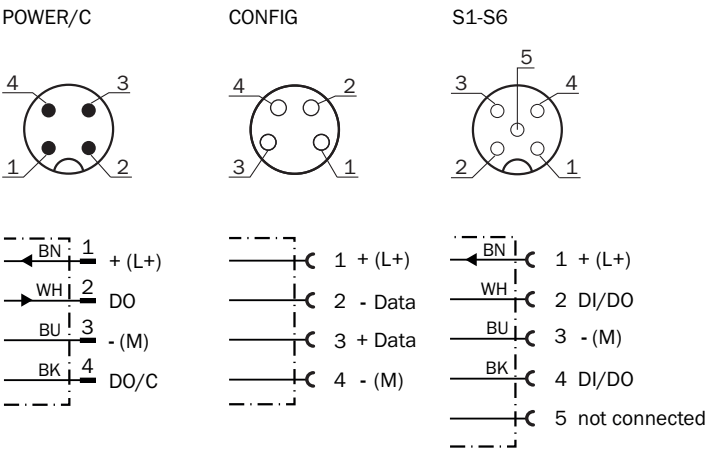 POWER/C
CONFIG
S1-S6
4 3
1 2
4 2
3 1
5
3 4
2 1
BN 1 + (L+)
WH 2 DO
BU 3 - (M)
BK 4 DO/C
1 + (L+)
2 - Data
3 + Data
4 - (M)
BN 1 + (L+)
WH 2 DI/DO
BU 3 - (M)
BK 4 DI/DO
5 not connected